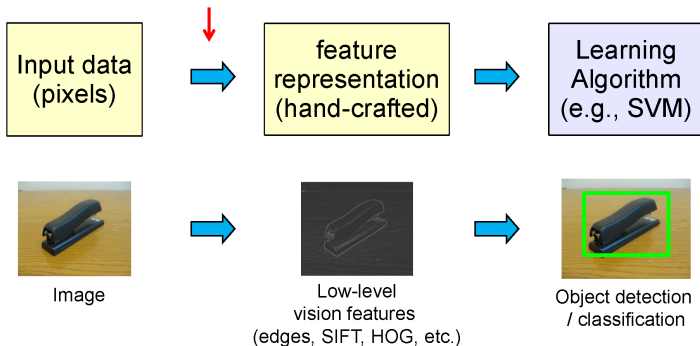 Input data
(pixels)
feature
representation
(hand-crafted)
Learning
Algorithm
(e.g., SVM)
Image
Low-level
vision features
(edges, SIFT, HOG, etc.)
Object detection
/ classification